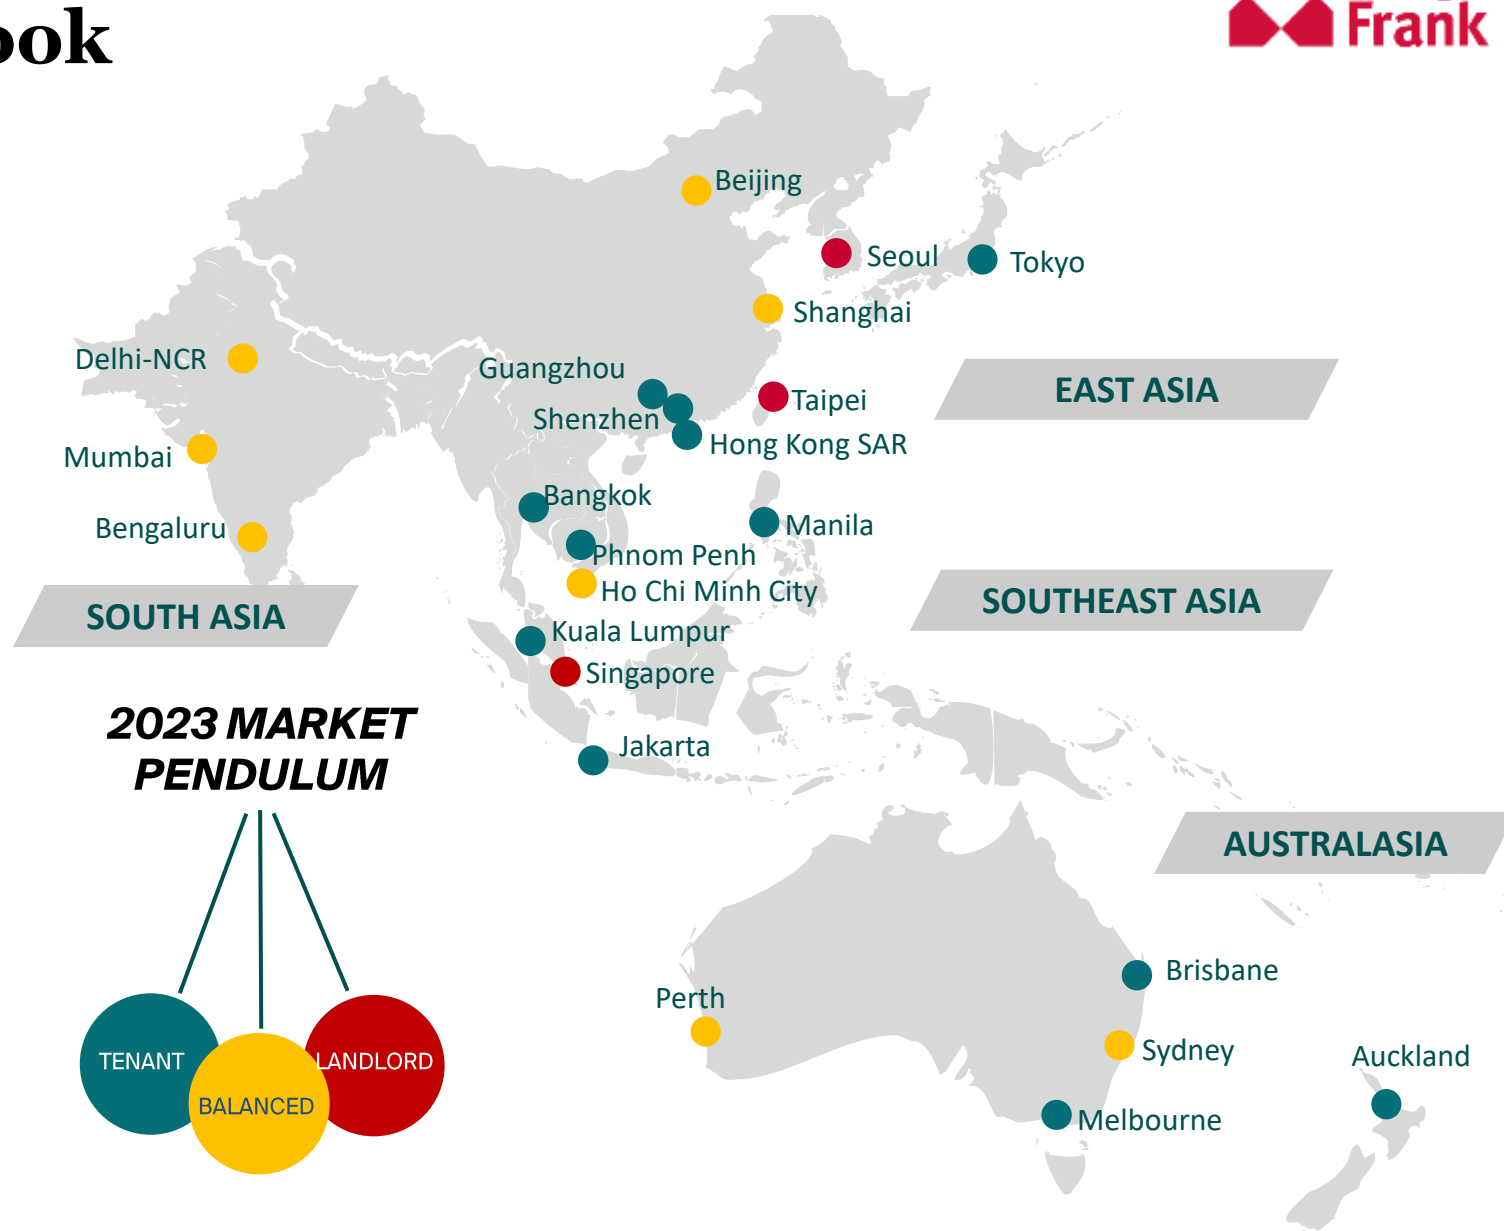 ook
Frank
Beijing
Seoul
Tokyo
Shanghai
Delhi-NCR
Guangzhou
EAST ASIA
Taipei
Shenzhen
Hong Kong SAR
Mumbai
Bangkok
Manila
Bengaluru
Phnom Penh
Ho Chi Minh City
SOUTHEAST ASIA
SOUTH ASIA
Kuala Lumpur
Singapore
2023 MARKET
PENDULUM
Jakarta
AUSTRALASIA
Brisbane
Perth
Sydney
Auckland
TENANT
LANDLORD
BALANCED
Melbourne